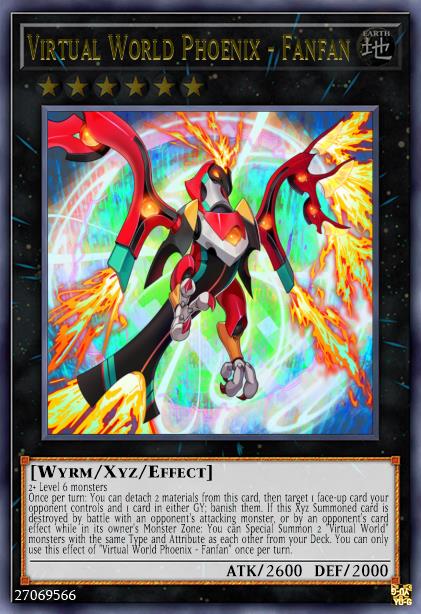 Virtual World Phoenix - Fanfan
EARTH
地
[Wyrm/Xyz/Effect]
2+ Level 6 monsters
Once per turn: You can detach 2 materials from this card, then target 1 face-up card your
opponent controls and 1 card in either GY; banish them. If this Xyz Summoned card is
destroyed by battle with an opponent's attacking monster, or by an opponent's card
effect while in its owner's Monster Zone: You can Special Summon 2 "Virtual World"
monsters with the same Type and Attribute as each other from your Deck. You can only
use this effect of "Virtual World Phoenix - Fanfan" once per turn.
ATK/2600 DEF/2000
27069566